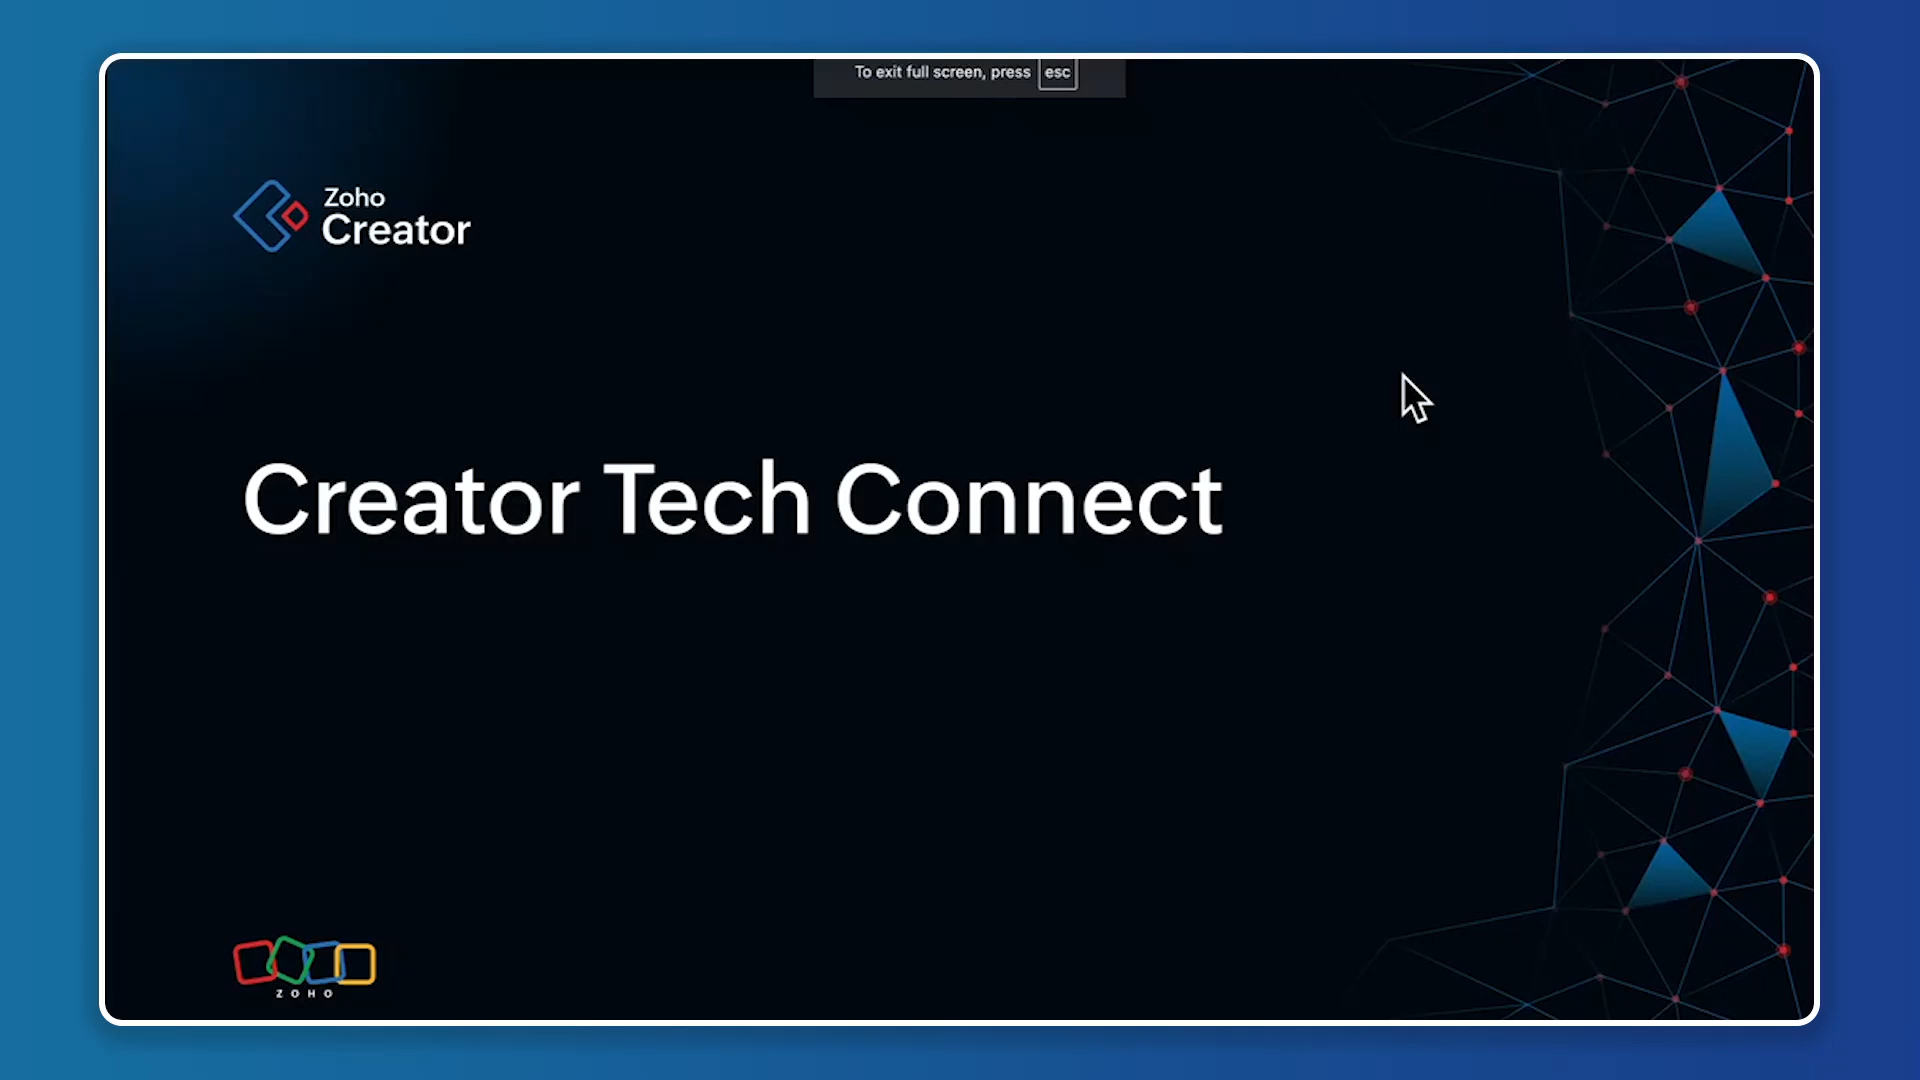 To exit full screen, press esc
Zoho
Creator
Creator Tech Connect
ZOHO